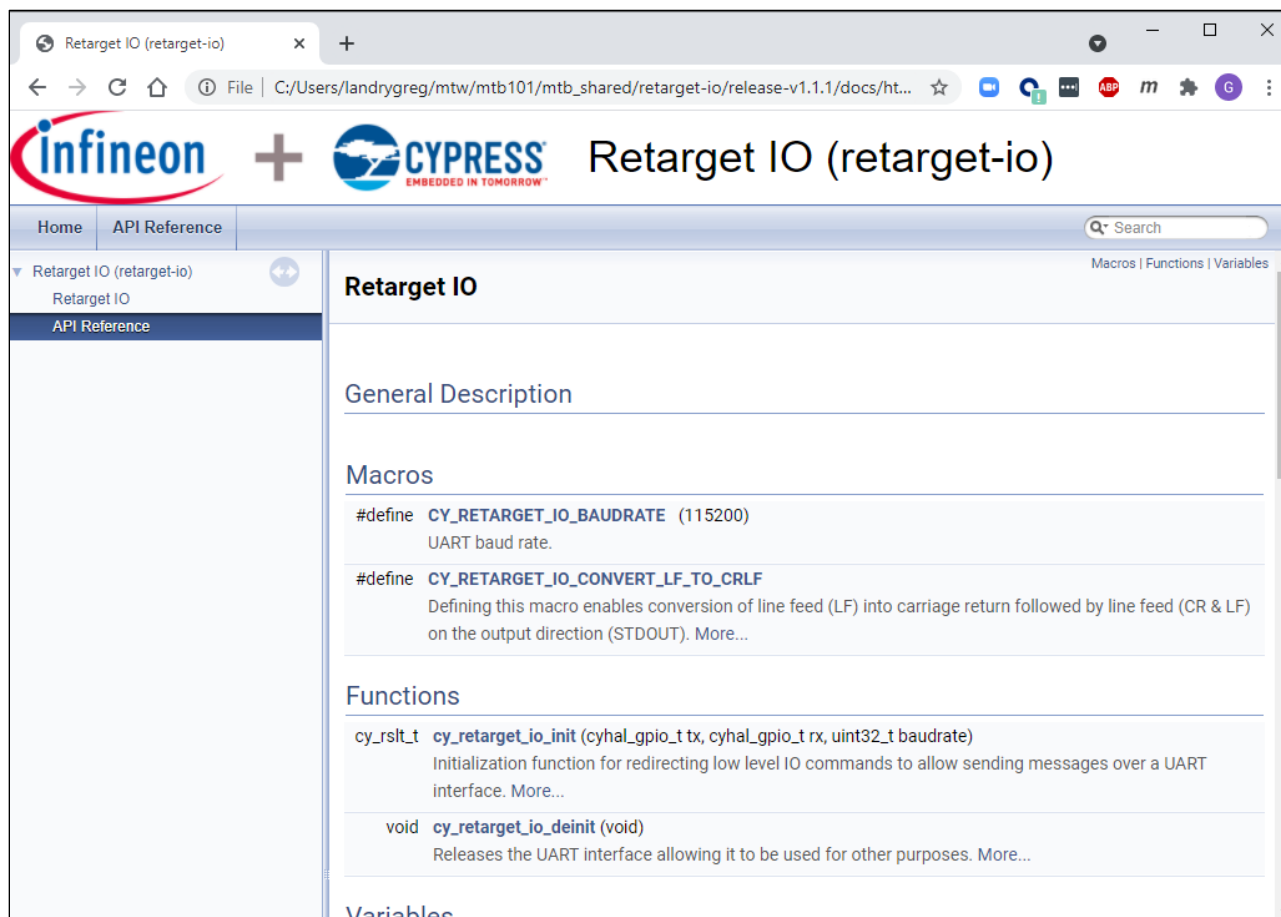 Retarget IO (retarget-io)
File | C:/Users/landrygreg/mtw/mtb101/mtb_shared/retarget-io/release-v1.1.1/docs/ht...
ABP m G
infineon + CYPRESS Retarget IO (retarget-io)
EMBEDDED IN TOMORROW™
Home API Reference Search
Retarget IO (retarget-io)
Retarget IO
API Reference
Macros | Functions | Variables
Retarget IO
General Description
Macros
#define CY_RETARGET_IO_BAUDRATE (115200)
UART baud rate.
#define CY_RETARGET_IO_CONVERT_LF_TO_CRLF
Defining this macro enables conversion of line feed (LF) into carriage return followed by line feed (CR & LF)
on the output direction (STDOUT). More...
Functions
cy_rslt_t cy_retarget_io_init (cyhal_gpio_t tx, cyhal_gpio_t rx, uint32_t baudrate)
Initialization function for redirecting low level IO commands to allow sending messages over a UART
interface. More...
void cy_retarget_io_deinit (void)
Releases the UART interface allowing it to be used for other purposes. More...
Variables